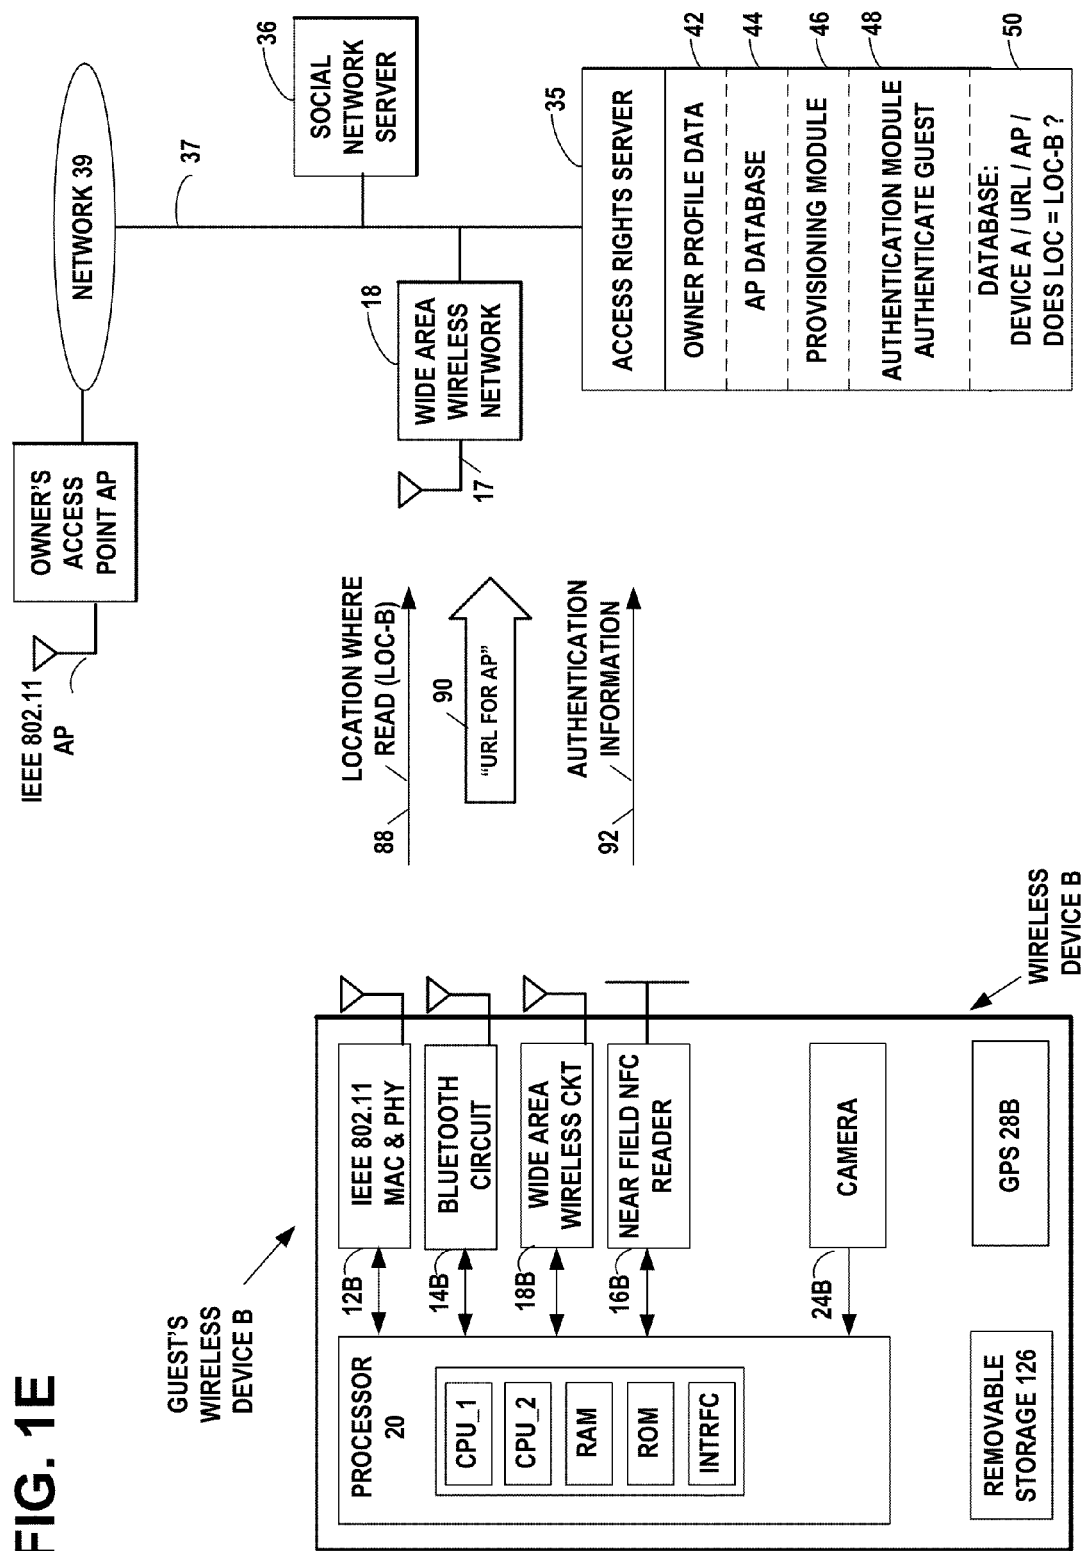 FIG. 1E
GUEST'S
WIRELESS
DEVICE B
PROCESSOR
20
CPU_1
CPU_2
RAM
ROM
INTRFC
REMOVABLE
STORAGE 126
12B
IEEE 802.11
MAC & PHY
14B
BLUETOOTH
CIRCUIT
18B
WIDE AREA
WIRELESS CKT
16B
NEAR FIELD NFC
READER
24B
CAMERA
GPS 28B
WIRELESS
DEVICE B
88
LOCATION WHERE
READ (LOC-B)
90
"URL FOR AP"
92
AUTHENTICATION
INFORMATION
IEEE 802.11
AP
OWNER'S
ACCESS
POINT AP
NETWORK 39
37
17
18
WIDE AREA
WIRELESS
NETWORK
36
SOCIAL
NETWORK
SERVER
35
ACCESS RIGHTS SERVER
OWNER PROFILE DATA
42
AP DATABASE
44
PROVISIONING MODULE
46
AUTHENTICATION MODULE
AUTHENTICATE GUEST
48
DATABASE:
DEVICE A / URL / AP /
DOES LOC = LOC-B ?
50